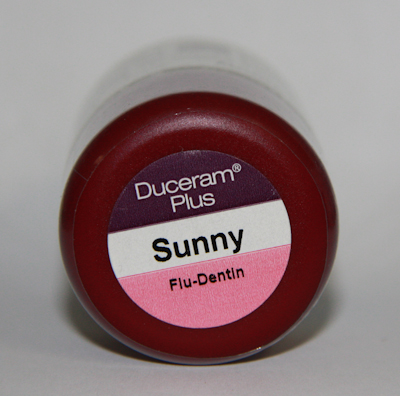 Duceram®
Plus
Sunny
Flu-Dentin